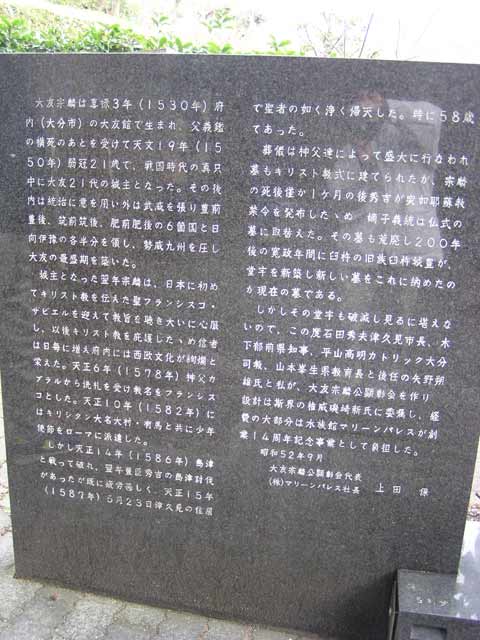 大友宗麟は享禄3年(1530年)府
内(大分市)の大友館で生まれ、父義鑑
の横死のあとを受けて天文19年(15
50年)弱冠21歳で、戦国時代の真只
中に大友21代の城主となった。その後
内は統治に意を用い外は武威を張り豊前
豊後、筑前筑後、肥前肥後の6箇国と日
向伊豫の各半分を領し、勢威九州を圧し
大友の最盛期を築いた。
城主となった翌年宗麟は、日本に初め
てキリスト教を伝えた聖フランシスコ・
サビエルを迎えて教旨を聴き大いに心服
し、以後キリスト教を庇護したゝめ信者
は日毎に増え府内には西欧文化が絢爛と
栄えた。天正6年(1578年)神父カ
ブラルから洗礼を受け教名をフランシス
コとした。天正10年(1582年)に
はキリシタン大名大村・有馬と共に少年
使節をローマに派遣した。
しかし天正14年(1586年)島津
と戦って破れ、翌年豊臣秀吉の島津討伐
があったが既に疲労甚しく、天正15年
(1587年)5月23日津久見の住居
で聖者の如く浄く帰天した。時に58歳
であった。
葬儀は神父達によって盛大に行なわれ
墓もキリスト教式に建てられたが、宗麟
の死後僅か1ケ月の後秀吉が突如耶蘇教
禁令を発布したゝめ、嫡子義統は仏式の
墓に取替えた。その墓も荒廃し200年
後の寛政年間に臼杵の旧族臼杵城豊が、
堂宇を新築し新しい墓をこれに納めたの
が現在の墓である。
しかしその堂宇も破滅し見るに堪えな
いので、この度石田秀夫津久見市長、木
下郁府県知事、平山高明カトリック大分
司教、山本峯生県教育長と後任の矢野朔
雄氏と私が、大友宗麟公顕彰会を作り
設計は斯界の権威磯崎新氏に委嘱し、経
費の大部分は水族館マリーンパレスが創
業14周年記念事業として負担した。
昭和52年9月
大友宗麟公顕彰会代表
(株)マリーンパレス社長 上田 保